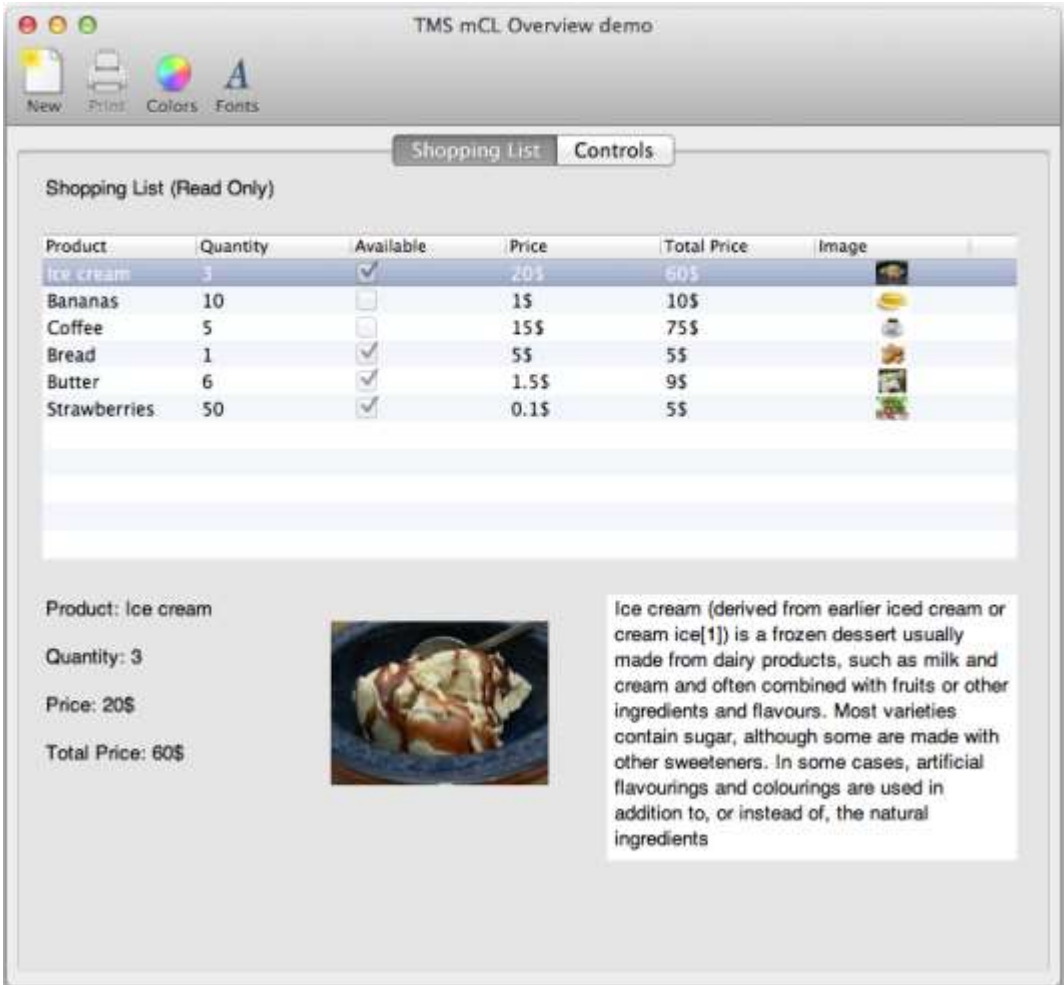 TMS mCL Overview demo
New Print Colors Fonts
Shopping List Controls
Shopping List (Read Only)
Product Quantity Available Price Total Price Image
Ice cream 3 20$ 60$
Bananas 10 1$ 10$
Coffee 5 15$ 75$
Bread 1 5$ 5$
Butter 6 1.5$ 9$
Strawberries 50 0.1$ 5$
Product: Ice cream
Quantity: 3
Price: 20$
Total Price: 60$
Ice cream (derived from earlier iced cream or
cream ice[1]) is a frozen dessert usually
made from dairy products, such as milk and
cream and often combined with fruits or other
ingredients and flavours. Most varieties
contain sugar, although some are made with
other sweeteners. In some cases, artificial
flavourings and colourings are used in
addition to, or instead of, the natural
ingredients